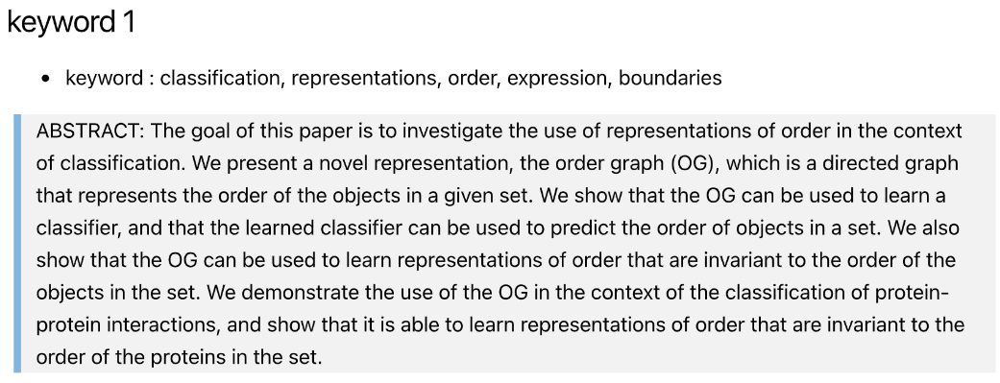 keyword 1
• keyword : classification, representations, order, expression, boundaries
ABSTRACT: The goal of this paper is to investigate the use of representations of order in the context
of classification. We present a novel representation, the order graph (OG), which is a directed graph
that represents the order of the objects in a given set. We show that the OG can be used to learn a
classifier, and that the learned classifier can be used to predict the order of objects in a set. We also
show that the OG can be used to learn representations of order that are invariant to the order of the
objects in the set. We demonstrate the use of the OG in the context of the classification of protein-
protein interactions, and show that it is able to learn representations of order that are invariant to the
order of the proteins in the set.